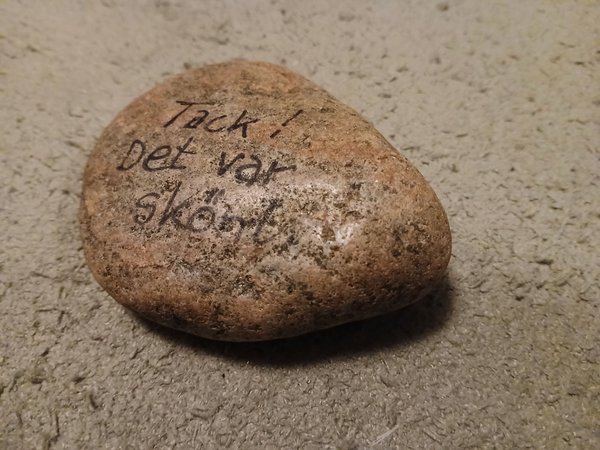 Tack!
Det var
skönt